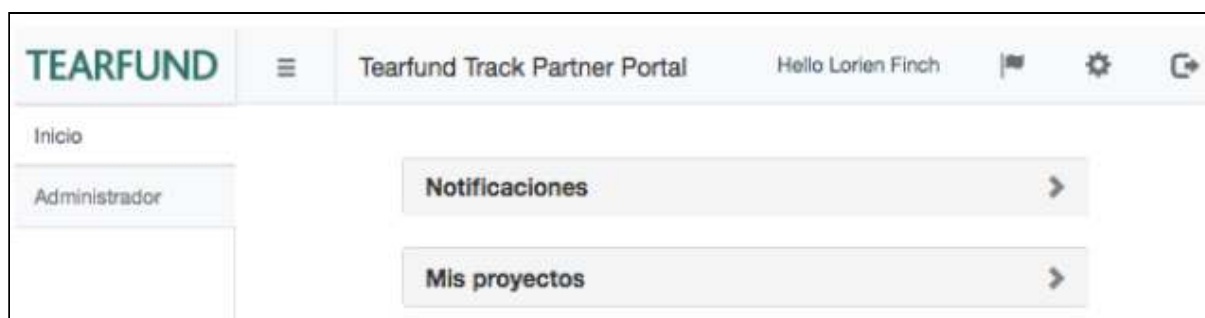 TEARFUND
Tearfund Track Partner Portal
Hello Lorien Finch
Inicio
Administrador
Notificaciones
Mis proyectos